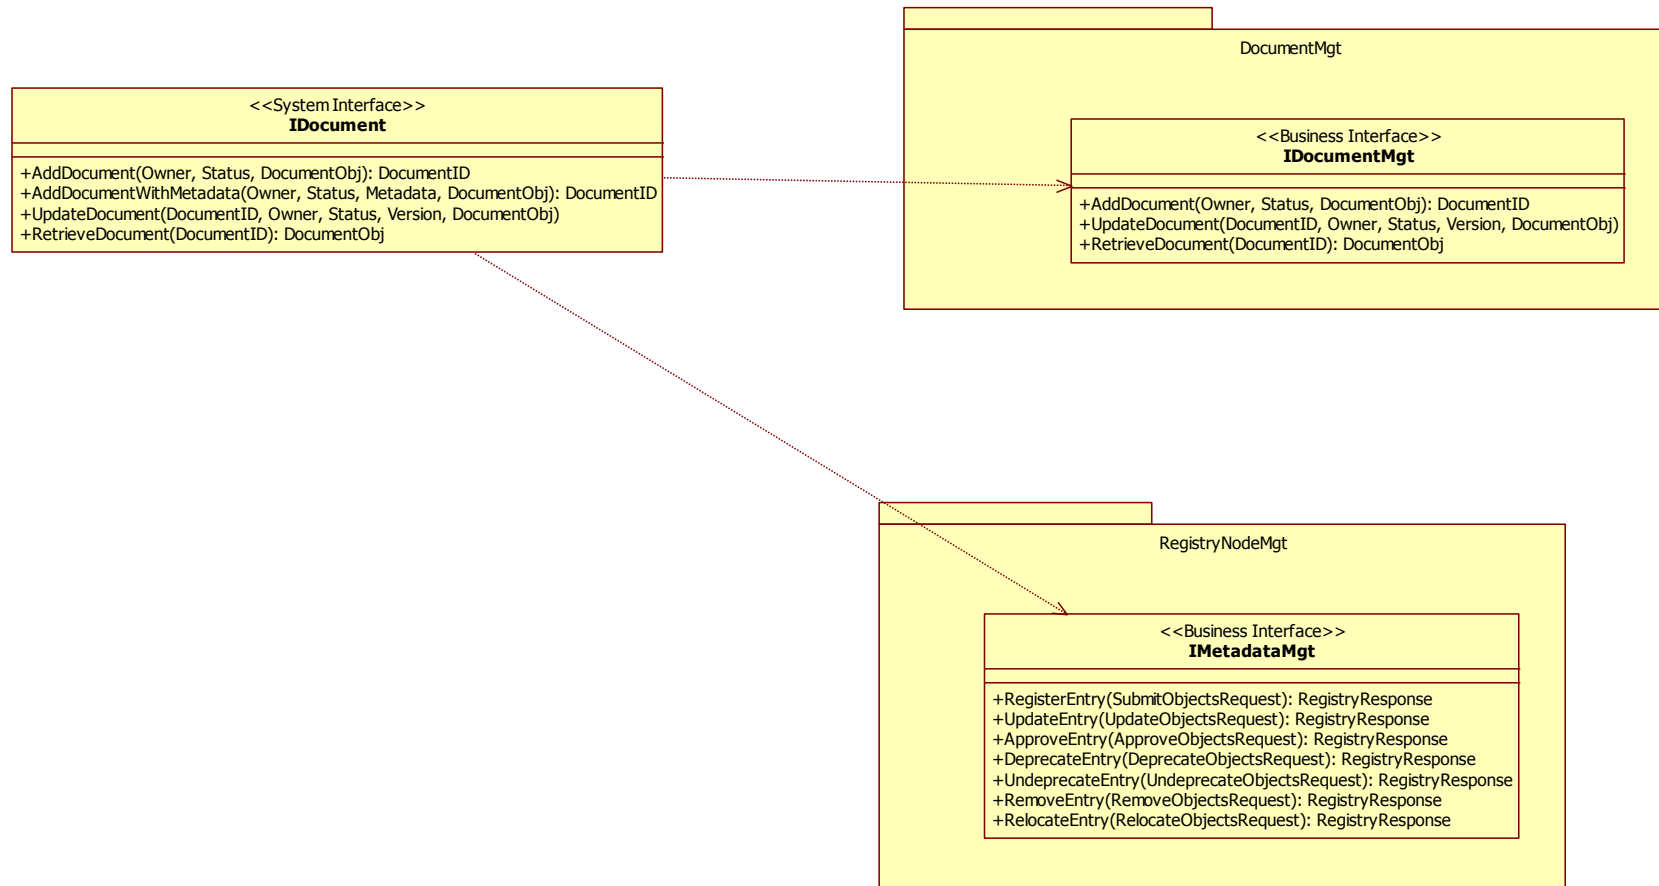 <<System Interface>>
IDocument
+AddDocument(Owner, Status, DocumentObj): DocumentID
+AddDocumentWithMetadata(Owner, Status, Metadata, DocumentObj): DocumentID
+UpdateDocument(DocumentID, Owner, Status, Version, DocumentObj)
+RetrieveDocument(DocumentID): DocumentObj
DocumentMgt
<<Business Interface>>
IDocumentMgt
+AddDocument(Owner, Status, DocumentObj): DocumentID
+UpdateDocument(DocumentID, Owner, Status, Version, DocumentObj)
+RetrieveDocument(DocumentID): DocumentObj
RegistryNodeMgt
<<Business Interface>>
IMetadataMgt
+RegisterEntry(SubmitObjectsRequest): RegistryResponse
+UpdateEntry(UpdateObjectsRequest): RegistryResponse
+ApproveEntry(ApproveObjectsRequest): RegistryResponse
+DeprecateEntry(DeprecateObjectsRequest): RegistryResponse
+UndeprecateEntry(UndeprecateObjectsRequest): RegistryResponse
+RemoveEntry(RemoveObjectsRequest): RegistryResponse
+RelocateEntry(RelocateObjectsRequest): RegistryResponse